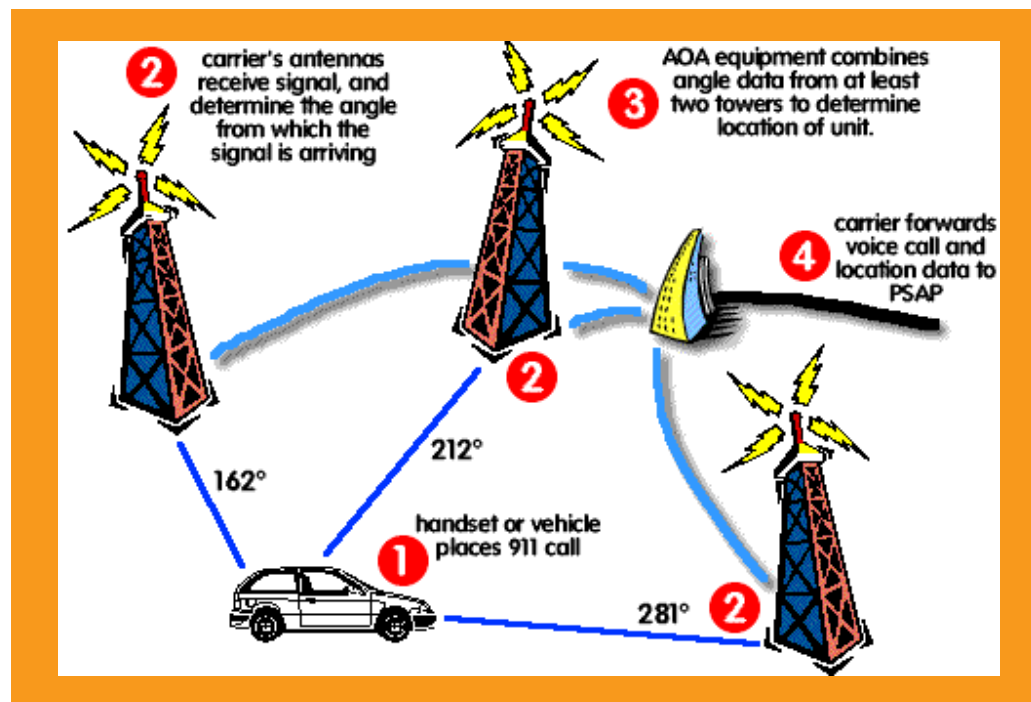 2
carrier's antennas
receive signal, and
determine the angle
from which the
signal is arriving
3
AOA equipment combines
angle data from at least
two towers to determine
location of unit.
4
carrier forwards
voice call and
location data to
PSAP
2
212°
162°
1
handset or vehicle
places 911 call
281°
2